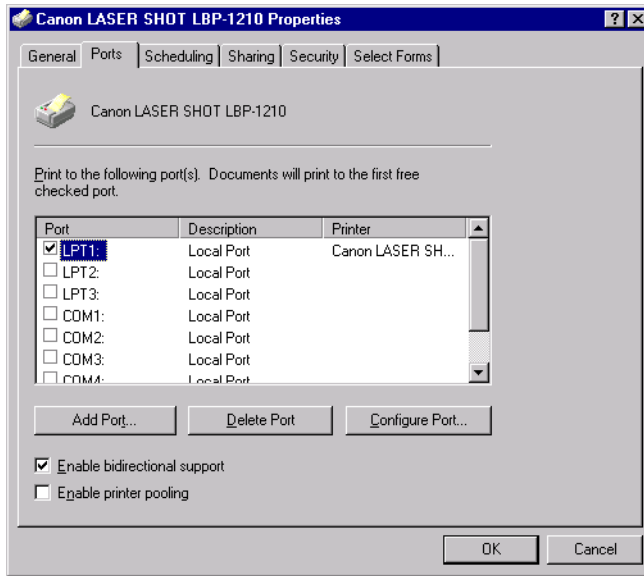 Canon LASER SHOT LBP-1210 Properties
General Ports Scheduling Sharing Security Select Forms
Canon LASER SHOT LBP-1210
Print to the following port(s). Documents will print to the first free
checked port.
Port Description Printer
LPT1: Local Port Canon LASER SH...
LPT2: Local Port
LPT3: Local Port
COM1: Local Port
COM2: Local Port
COM3: Local Port
COM4: Local Port
Add Port... Delete Port Configure Port...
Enable bidirectional support
Enable printer pooling
OK Cancel